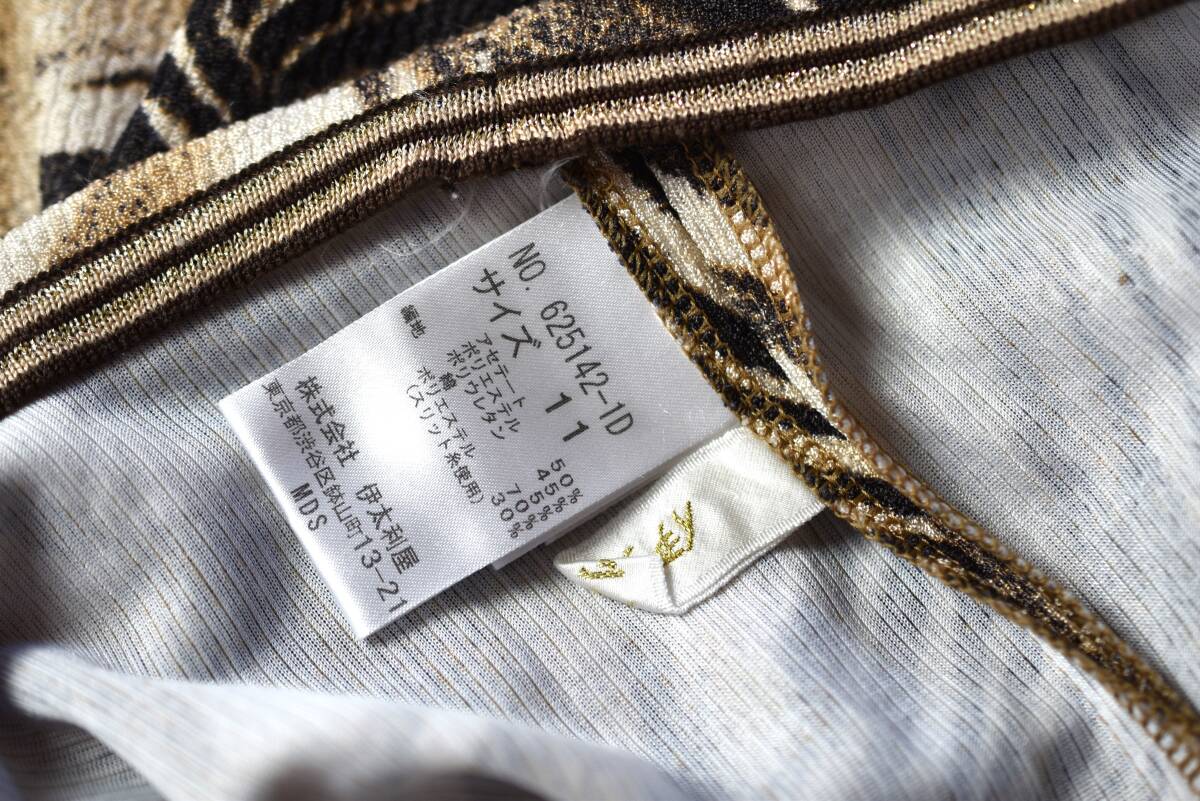 NO. 625142-1D
サイズ 11
アセテート 50%
ポリエステル 45%
ポリウレタン 5%
編地
綿 70%
ポリエステル 30%
(スリット糸使用)
株式会社 伊太利屋
東京都渋谷区鉢山町13-21
MDS